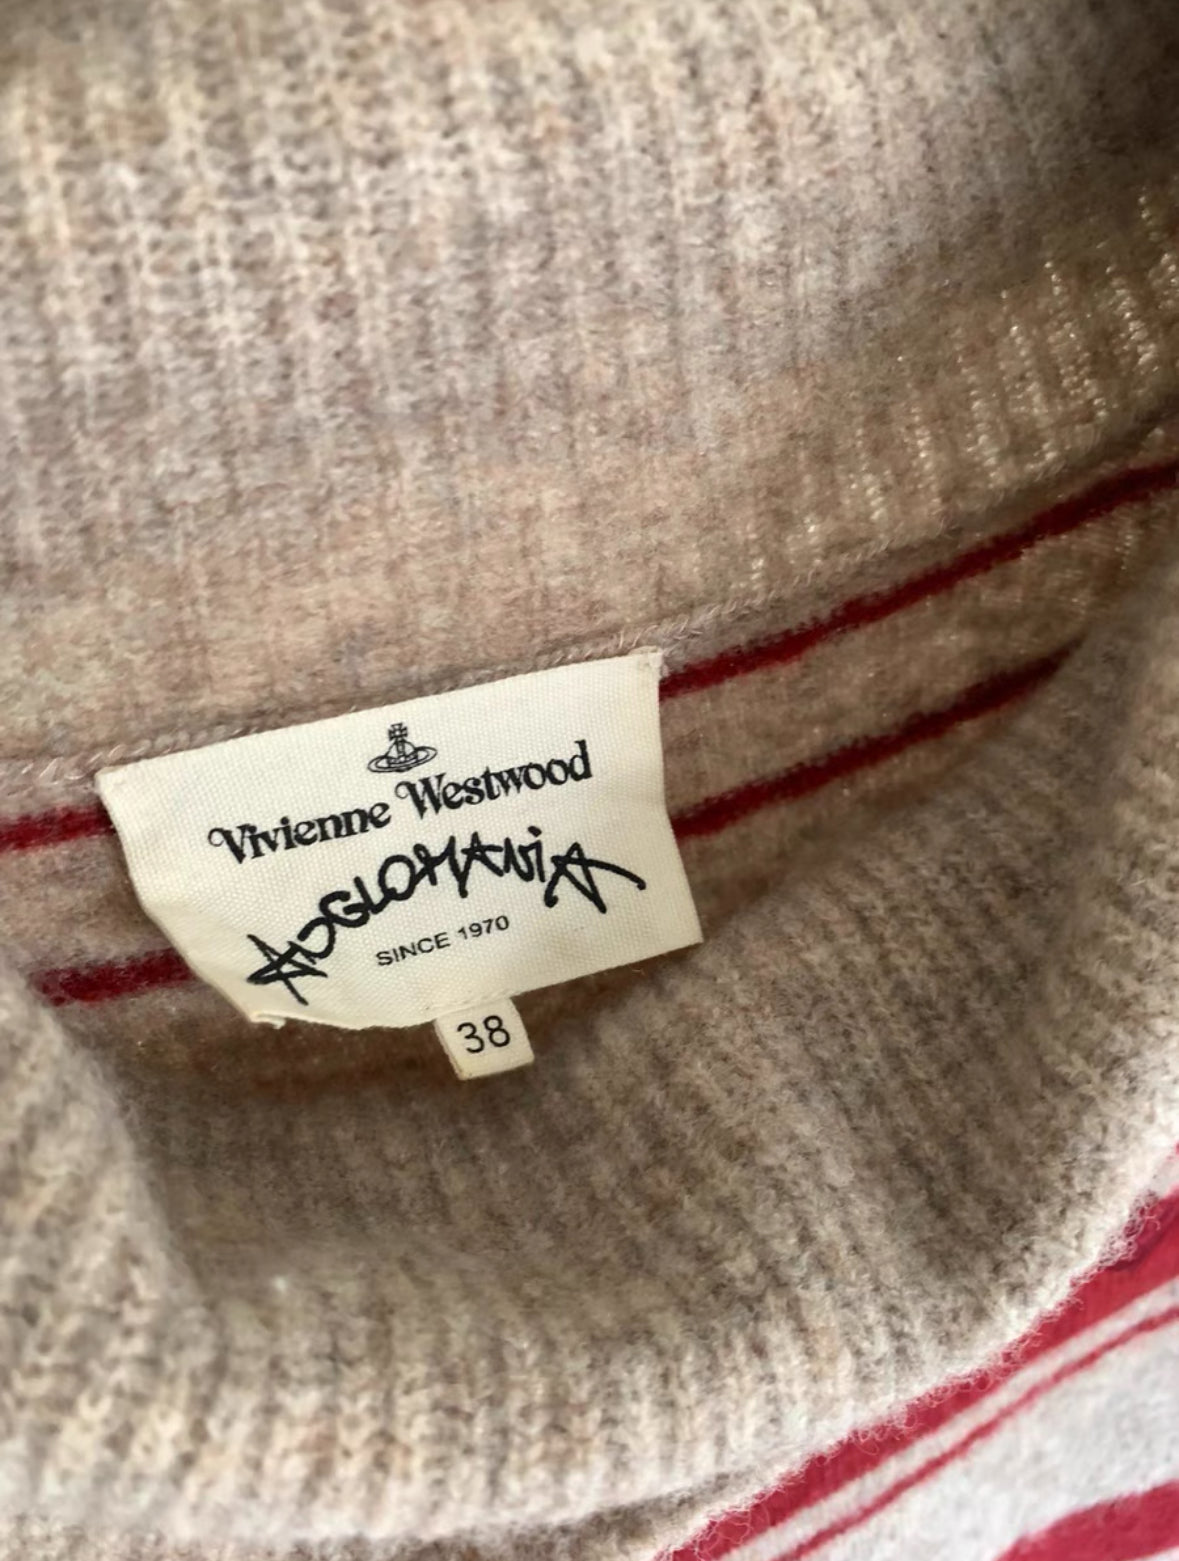 Vivienne Westwood
ANGLOMANiA
SINCE 1970
38